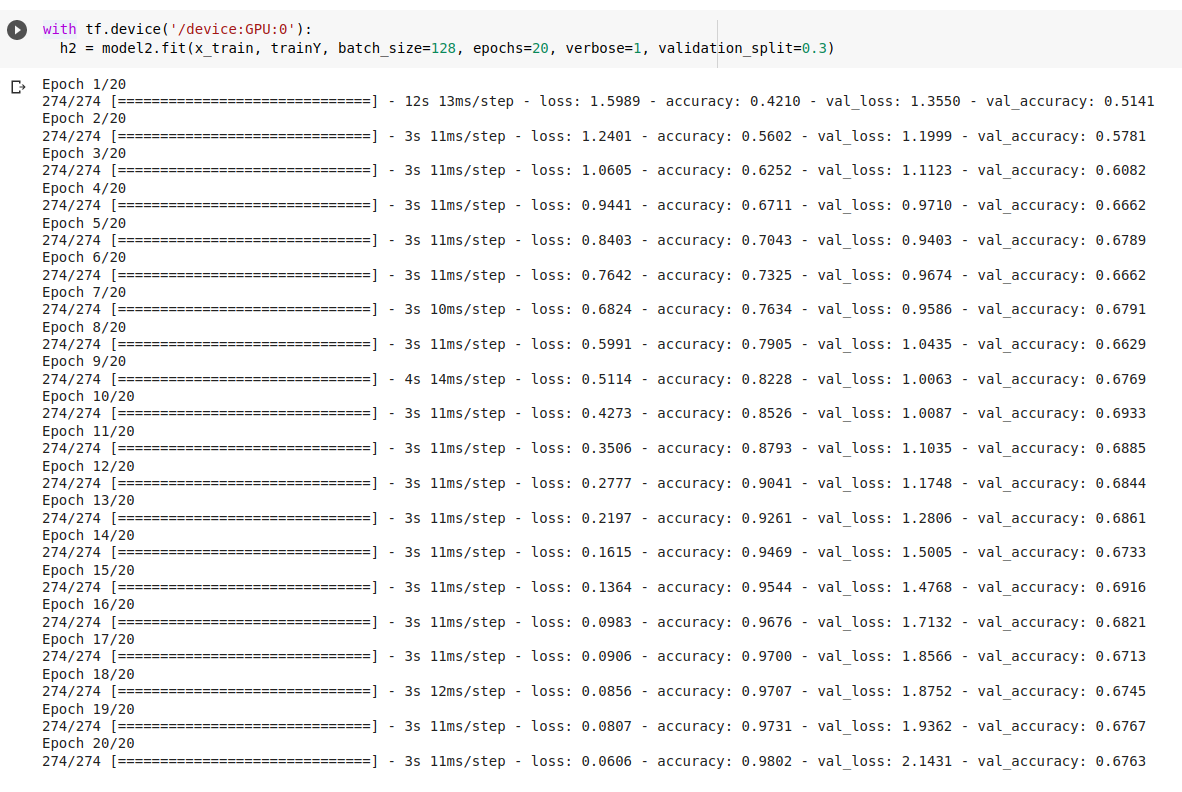 with tf.device('/device:GPU:0'):
  h2 = model2.fit(x_train, trainY, batch_size=128, epochs=20, verbose=1, validation_split=0.3)
Epoch 1/20
274/274 [==============================] - 12s 13ms/step - loss: 1.5989 - accuracy: 0.4210 - val_loss: 1.3550 - val_accuracy: 0.5141
Epoch 2/20
274/274 [==============================] - 3s 11ms/step - loss: 1.2401 - accuracy: 0.5602 - val_loss: 1.1999 - val_accuracy: 0.5781
Epoch 3/20
274/274 [==============================] - 3s 11ms/step - loss: 1.0605 - accuracy: 0.6252 - val_loss: 1.1123 - val_accuracy: 0.6082
Epoch 4/20
274/274 [==============================] - 3s 11ms/step - loss: 0.9441 - accuracy: 0.6711 - val_loss: 0.9710 - val_accuracy: 0.6662
Epoch 5/20
274/274 [==============================] - 3s 11ms/step - loss: 0.8403 - accuracy: 0.7043 - val_loss: 0.9403 - val_accuracy: 0.6789
Epoch 6/20
274/274 [==============================] - 3s 11ms/step - loss: 0.7642 - accuracy: 0.7325 - val_loss: 0.9674 - val_accuracy: 0.6662
Epoch 7/20
274/274 [==============================] - 3s 10ms/step - loss: 0.6824 - accuracy: 0.7634 - val_loss: 0.9586 - val_accuracy: 0.6791
Epoch 8/20
274/274 [==============================] - 3s 11ms/step - loss: 0.5991 - accuracy: 0.7905 - val_loss: 1.0435 - val_accuracy: 0.6629
Epoch 9/20
274/274 [==============================] - 4s 14ms/step - loss: 0.5114 - accuracy: 0.8228 - val_loss: 1.0063 - val_accuracy: 0.6769
Epoch 10/20
274/274 [==============================] - 3s 11ms/step - loss: 0.4273 - accuracy: 0.8526 - val_loss: 1.0087 - val_accuracy: 0.6933
Epoch 11/20
274/274 [==============================] - 3s 11ms/step - loss: 0.3506 - accuracy: 0.8793 - val_loss: 1.1035 - val_accuracy: 0.6885
Epoch 12/20
274/274 [==============================] - 3s 11ms/step - loss: 0.2777 - accuracy: 0.9041 - val_loss: 1.1748 - val_accuracy: 0.6844
Epoch 13/20
274/274 [==============================] - 3s 11ms/step - loss: 0.2197 - accuracy: 0.9261 - val_loss: 1.2806 - val_accuracy: 0.6861
Epoch 14/20
274/274 [==============================] - 3s 11ms/step - loss: 0.1615 - accuracy: 0.9469 - val_loss: 1.5005 - val_accuracy: 0.6733
Epoch 15/20
274/274 [==============================] - 3s 11ms/step - loss: 0.1364 - accuracy: 0.9544 - val_loss: 1.4768 - val_accuracy: 0.6916
Epoch 16/20
274/274 [==============================] - 3s 11ms/step - loss: 0.0983 - accuracy: 0.9676 - val_loss: 1.7132 - val_accuracy: 0.6821
Epoch 17/20
274/274 [==============================] - 3s 11ms/step - loss: 0.0906 - accuracy: 0.9700 - val_loss: 1.8566 - val_accuracy: 0.6713
Epoch 18/20
274/274 [==============================] - 3s 12ms/step - loss: 0.0856 - accuracy: 0.9707 - val_loss: 1.8752 - val_accuracy: 0.6745
Epoch 19/20
274/274 [==============================] - 3s 11ms/step - loss: 0.0807 - accuracy: 0.9731 - val_loss: 1.9362 - val_accuracy: 0.6767
Epoch 20/20
274/274 [==============================] - 3s 11ms/step - loss: 0.0606 - accuracy: 0.9802 - val_loss: 2.1431 - val_accuracy: 0.6763